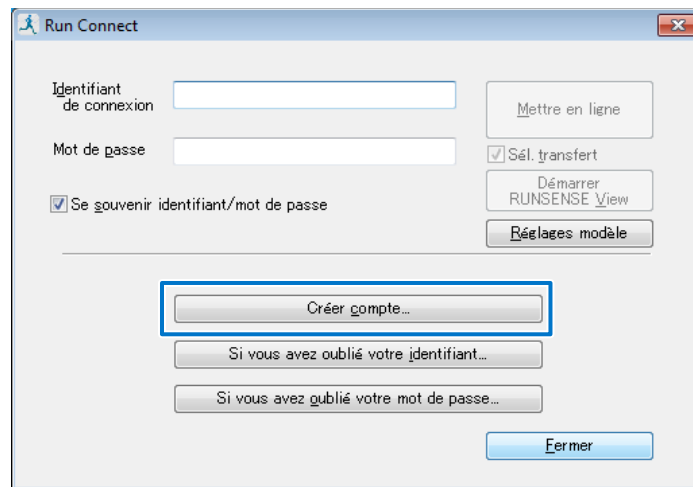 Run Connect
Identifiant
de connexion
Mettre en ligne
Mot de passe
Sél. transfert
Démarrer
RUNSENSE View
Se souvenir identifiant/mot de passe
Réglages modèle
Créer compte...
Si vous avez oublié votre identifiant...
Si vous avez oublié votre mot de passe...
Fermer